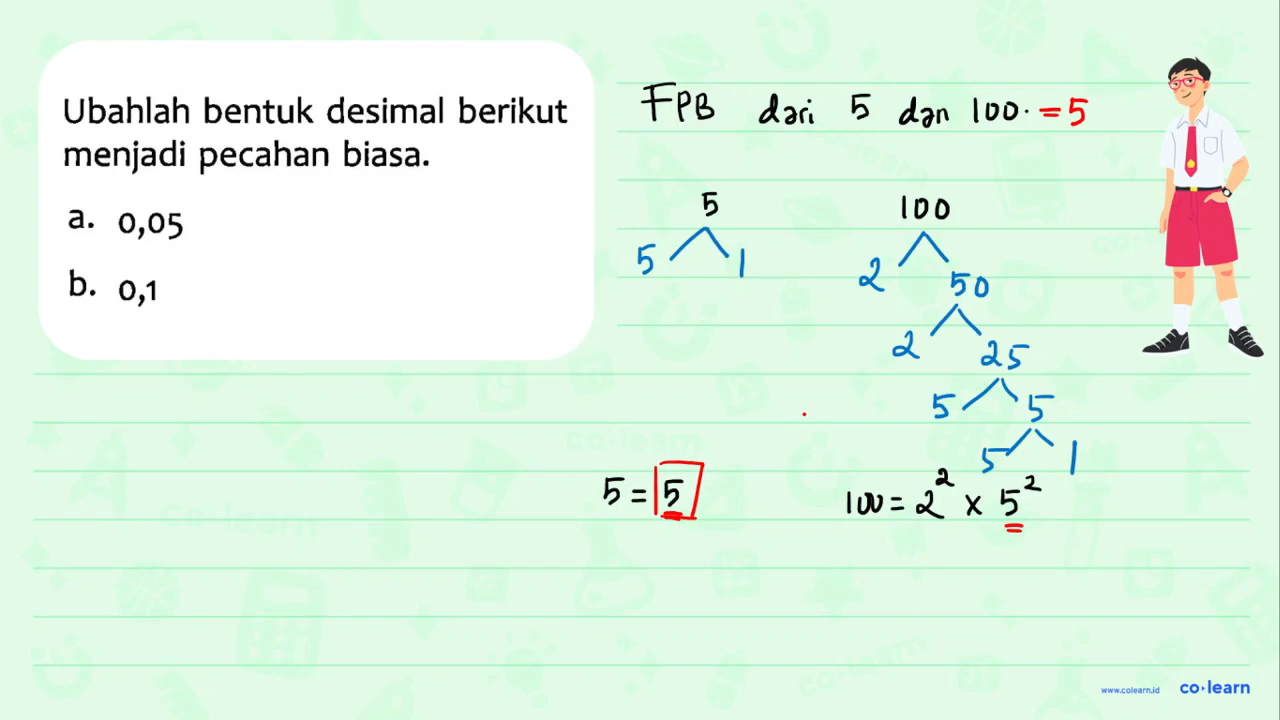 Ubahlah bentuk desimal berikut
menjadi pecahan biasa.
a. 0,05
b. 0,1
FPB dari 5 dan 100. = 5
5
5 1
100
2 50
2 25
5 5
5 1
5 = 5
100 = 2² × 5²
www.colearn.id co·learn